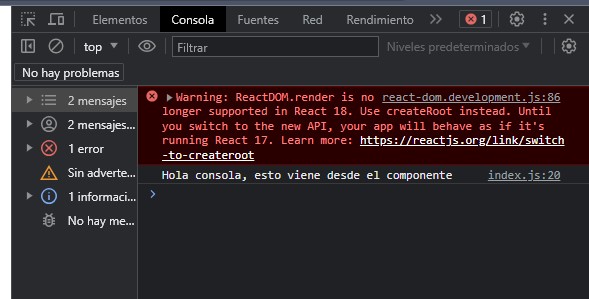 Elementos Consola Fuentes Red Rendimiento » 1
top Filtrar Niveles predeterminados
No hay problemas
2 mensajes
2 mensajes...
1 error
Sin adverte...
1 informaci...
No hay me...
Warning: ReactDOM.render is no react-dom.development.js:86
longer supported in React 18. Use createRoot instead. Until
you switch to the new API, your app will behave as if it's
running React 17. Learn more: https://reactjs.org/link/switch
-to-createroot
Hola consola, esto viene desde el componente index.js:20